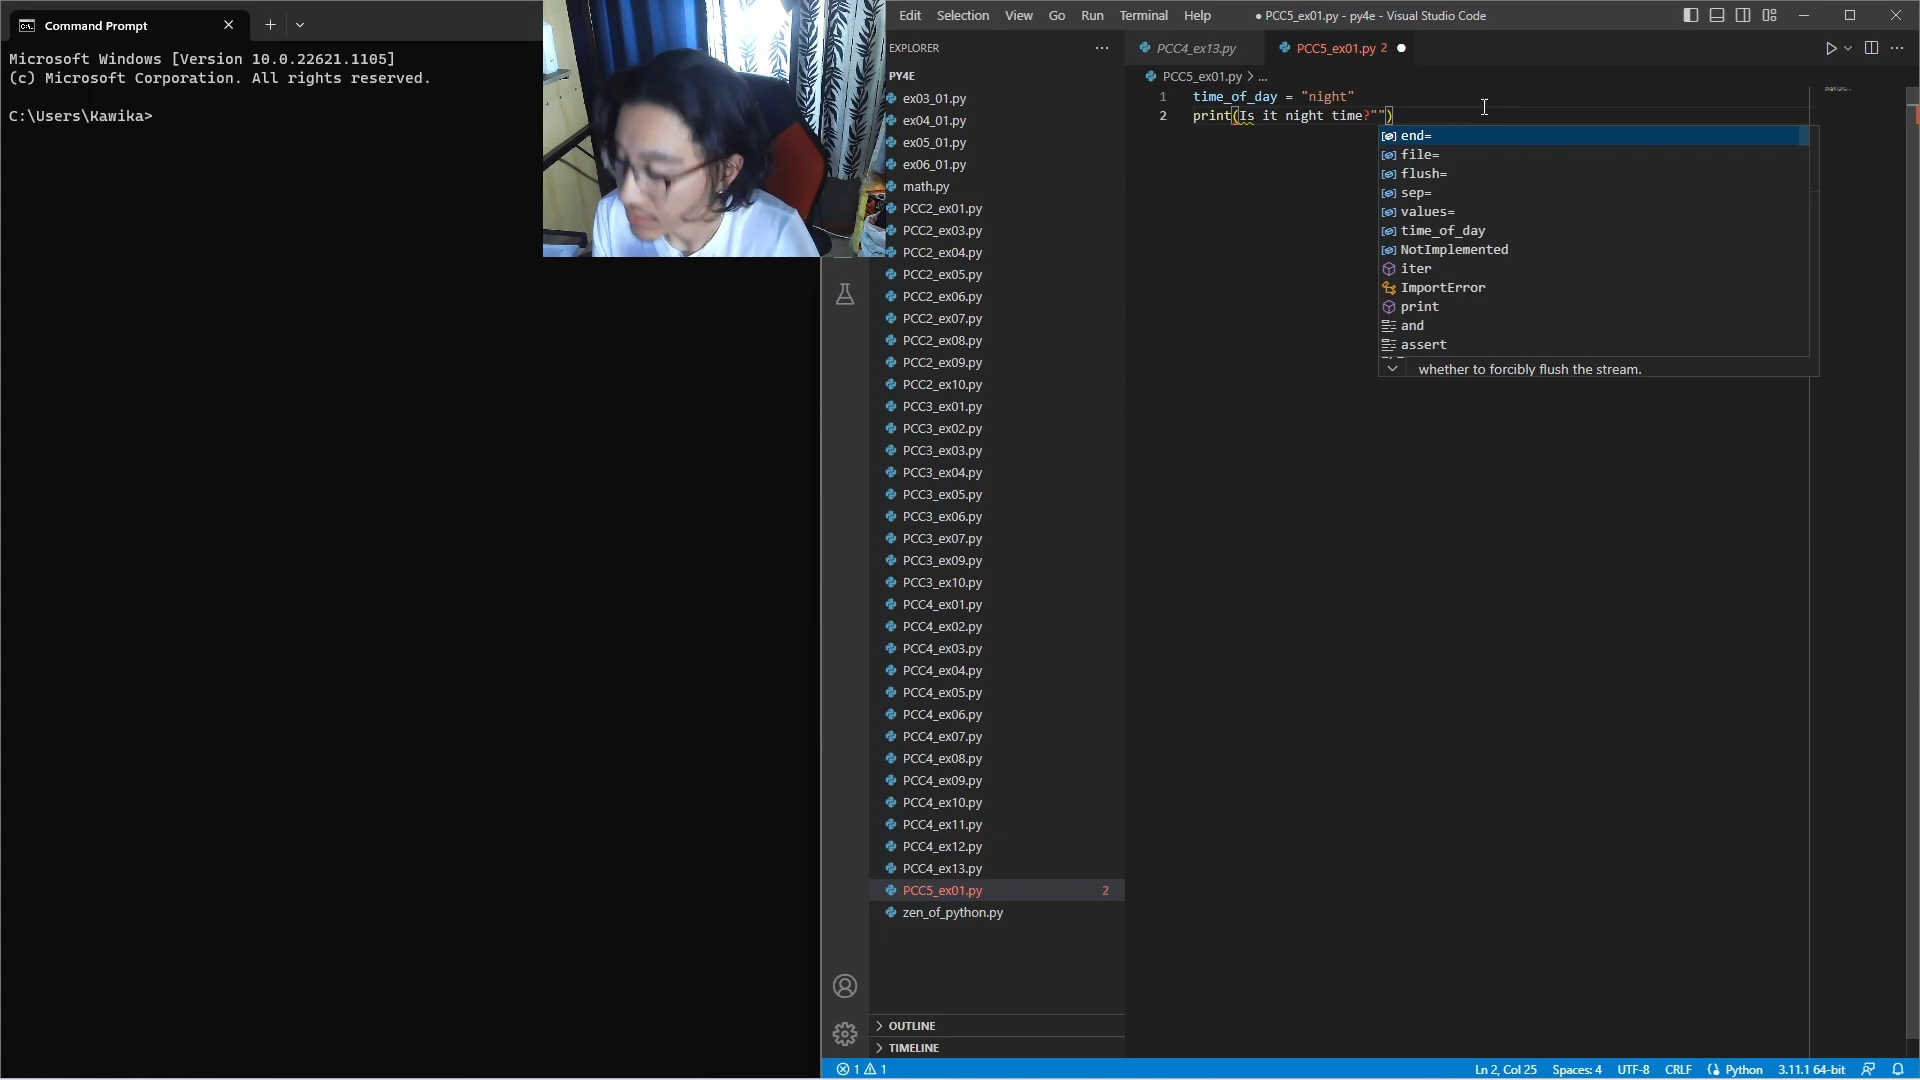 Command Prompt
Microsoft Windows [Version 10.0.22621.1105]
(c) Microsoft Corporation. All rights reserved.
C:\Users\Kawika>
Edit Selection View Go Run Terminal Help
● PCC5_ex01.py - py4e - Visual Studio Code
EXPLORER
PY4E
ex03_01.py
ex04_01.py
ex05_01.py
ex06_01.py
math.py
PCC2_ex01.py
PCC2_ex03.py
PCC2_ex04.py
PCC2_ex05.py
PCC2_ex06.py
PCC2_ex07.py
PCC2_ex08.py
PCC2_ex09.py
PCC2_ex10.py
PCC3_ex01.py
PCC3_ex02.py
PCC3_ex03.py
PCC3_ex04.py
PCC3_ex05.py
PCC3_ex06.py
PCC3_ex07.py
PCC3_ex09.py
PCC3_ex10.py
PCC4_ex01.py
PCC4_ex02.py
PCC4_ex03.py
PCC4_ex04.py
PCC4_ex05.py
PCC4_ex06.py
PCC4_ex07.py
PCC4_ex08.py
PCC4_ex09.py
PCC4_ex10.py
PCC4_ex11.py
PCC4_ex12.py
PCC4_ex13.py
PCC5_ex01.py 2
zen_of_python.py
OUTLINE
TIMELINE
PCC4_ex13.py
PCC5_ex01.py 2
PCC5_ex01.py > ...
1 time_of_day = "night"
2 print(Is it night time?"")
end=
file=
flush=
sep=
values=
time_of_day
NotImplemented
iter
ImportError
print
and
assert
whether to forcibly flush the stream.
1 1
Ln 2, Col 25 Spaces: 4 UTF-8 CRLF Python 3.11.1 64-bit